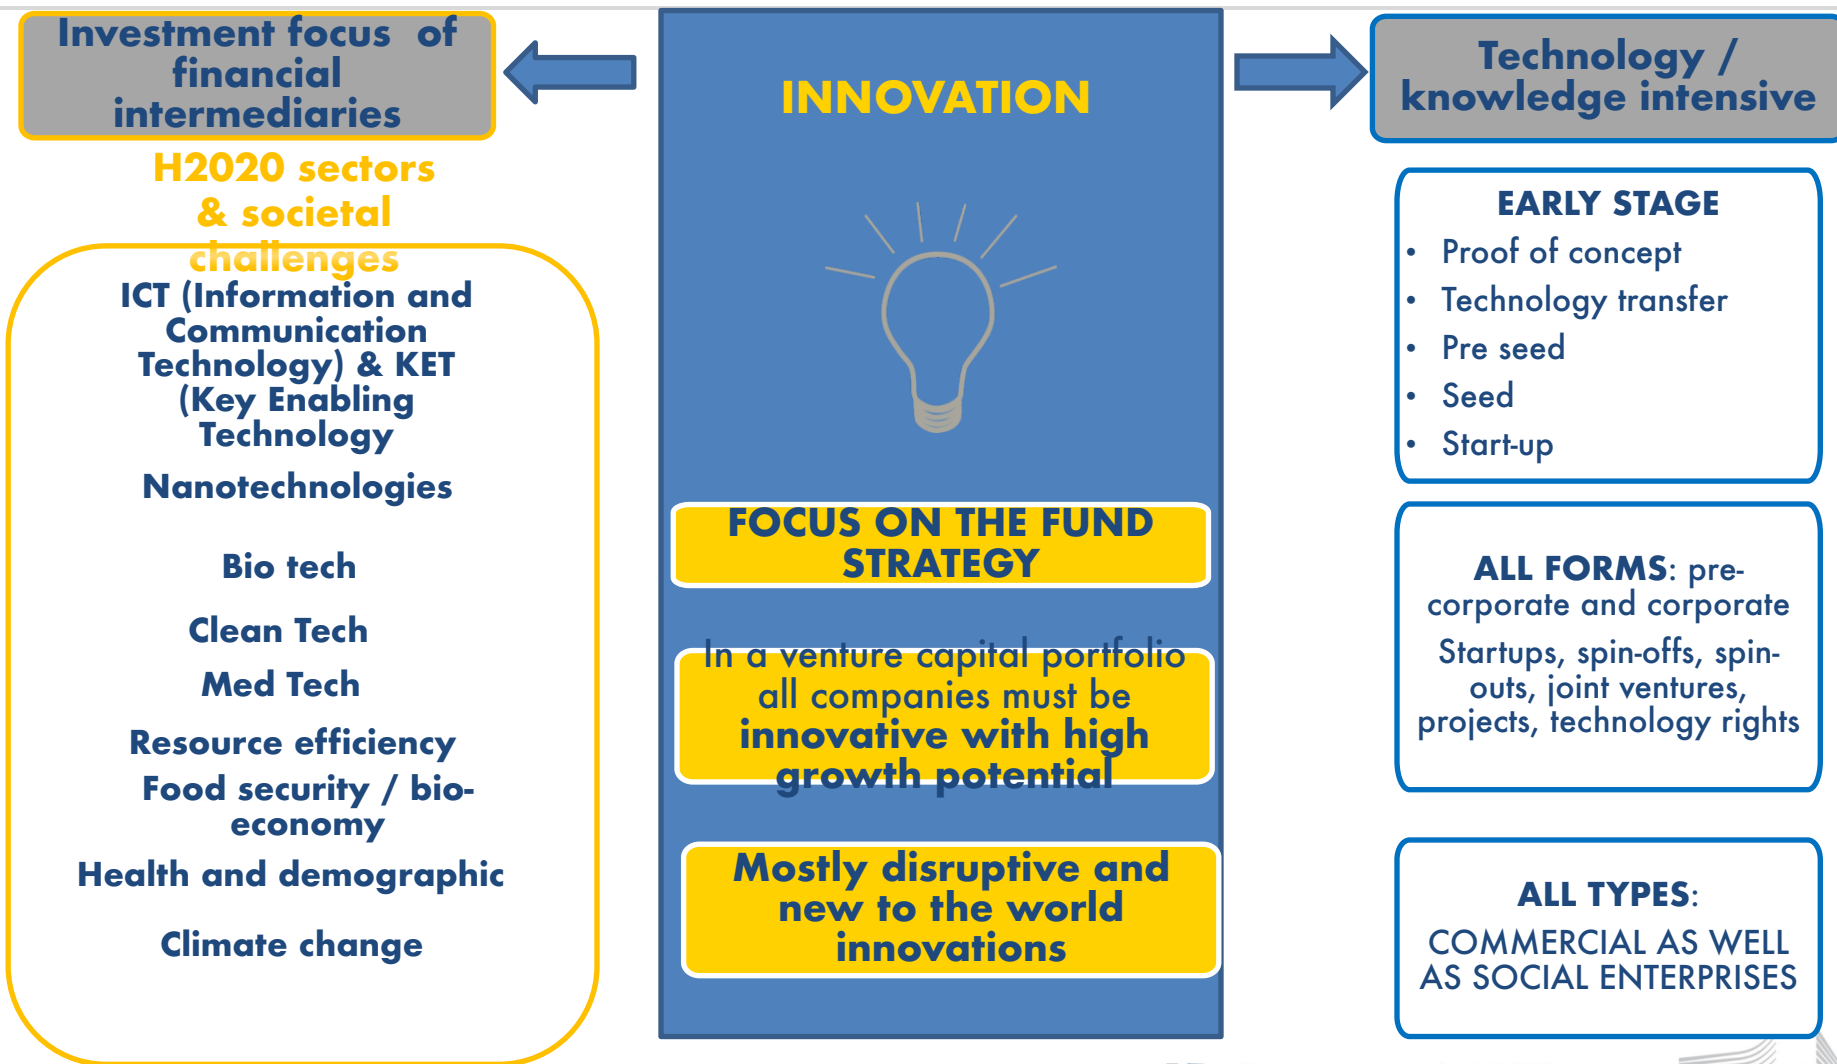 Investment focus of
financial
intermediaries
H2020 sectors
& societal
challenges
ICT (Information and
Communication
Technology) & KET
(Key Enabling
Technology
Nanotechnologies
Bio tech
Clean Tech
Med Tech
Resource efficiency
Food security / bio-
economy
Health and demographic
Climate change
INNOVATION
FOCUS ON THE FUND
STRATEGY
In a venture capital portfolio
all companies must be
innovative with high
growth potential
Mostly disruptive and
new to the world
innovations
Technology /
knowledge intensive
EARLY STAGE
• Proof of concept
• Technology transfer
• Pre seed
• Seed
• Start-up
ALL FORMS: pre-
corporate and corporate
Startups, spin-offs, spin-
outs, joint ventures,
projects, technology rights
ALL TYPES:
COMMERCIAL AS WELL
AS SOCIAL ENTERPRISES